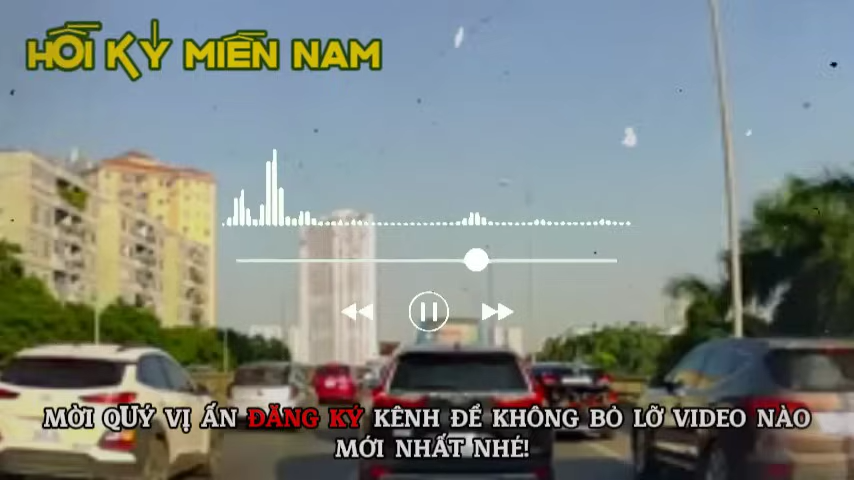 HỒI KÝ MIỀN NAM
MỜI QUÝ VỊ ẤN ĐĂNG KÝ KÊNH ĐỂ KHÔNG BỎ LỠ VIDEO NÀO
MỚI NHẤT NHÉ!